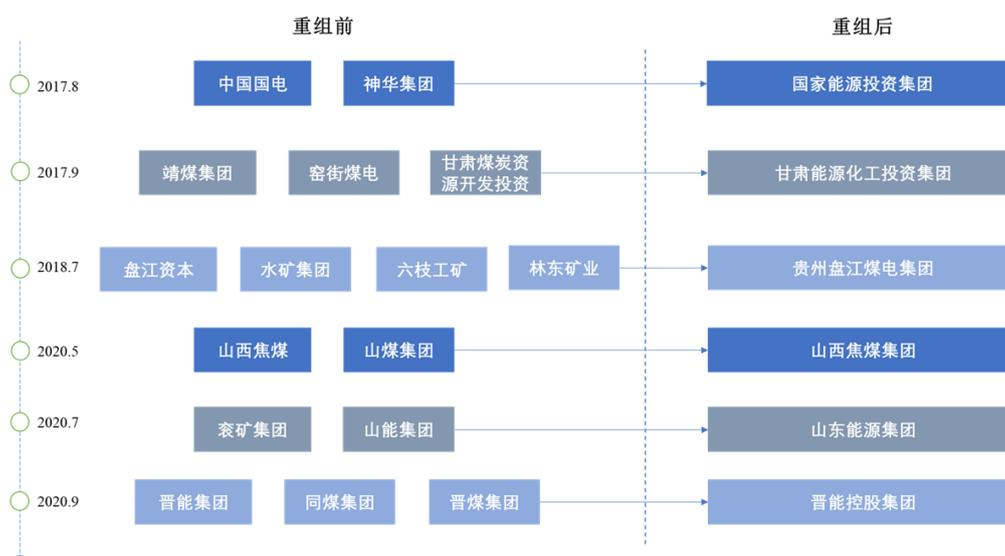 重组前
重组后
2017.8
中国国电
神华集团
国家能源投资集团
2017.9
靖煤集团
窑街煤电
甘肃煤炭资
源开发投资
甘肃能源化工投资集团
2018.7
盘江资本
水矿集团
六枝工矿
林东矿业
贵州盘江煤电集团
2020.5
山西焦煤
山煤集团
山西焦煤集团
2020.7
兖矿集团
山能集团
山东能源集团
2020.9
晋能集团
同煤集团
晋煤集团
晋能控股集团